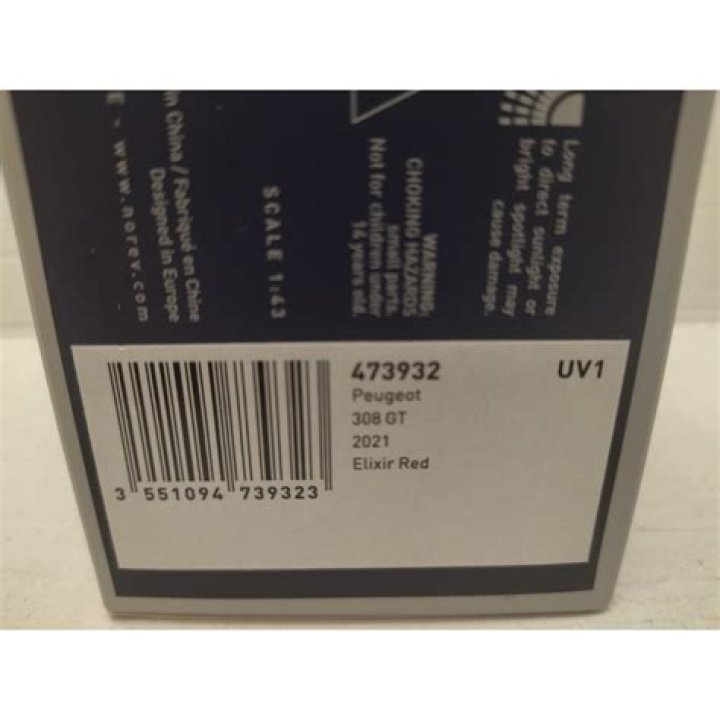 in China / Fabriqué en Chine
Designed in Europe
E - www.norev.com
SCALE 1:43
WARNING:
CHOKING HAZARDS
small parts.
Not for children under
14 years old.
Long term exposure
to direct sunlight or
bright spotlight may
cause damage.
473932
UV1
Peugeot
308 GT
2021
Elixir Red
3 551094 739323